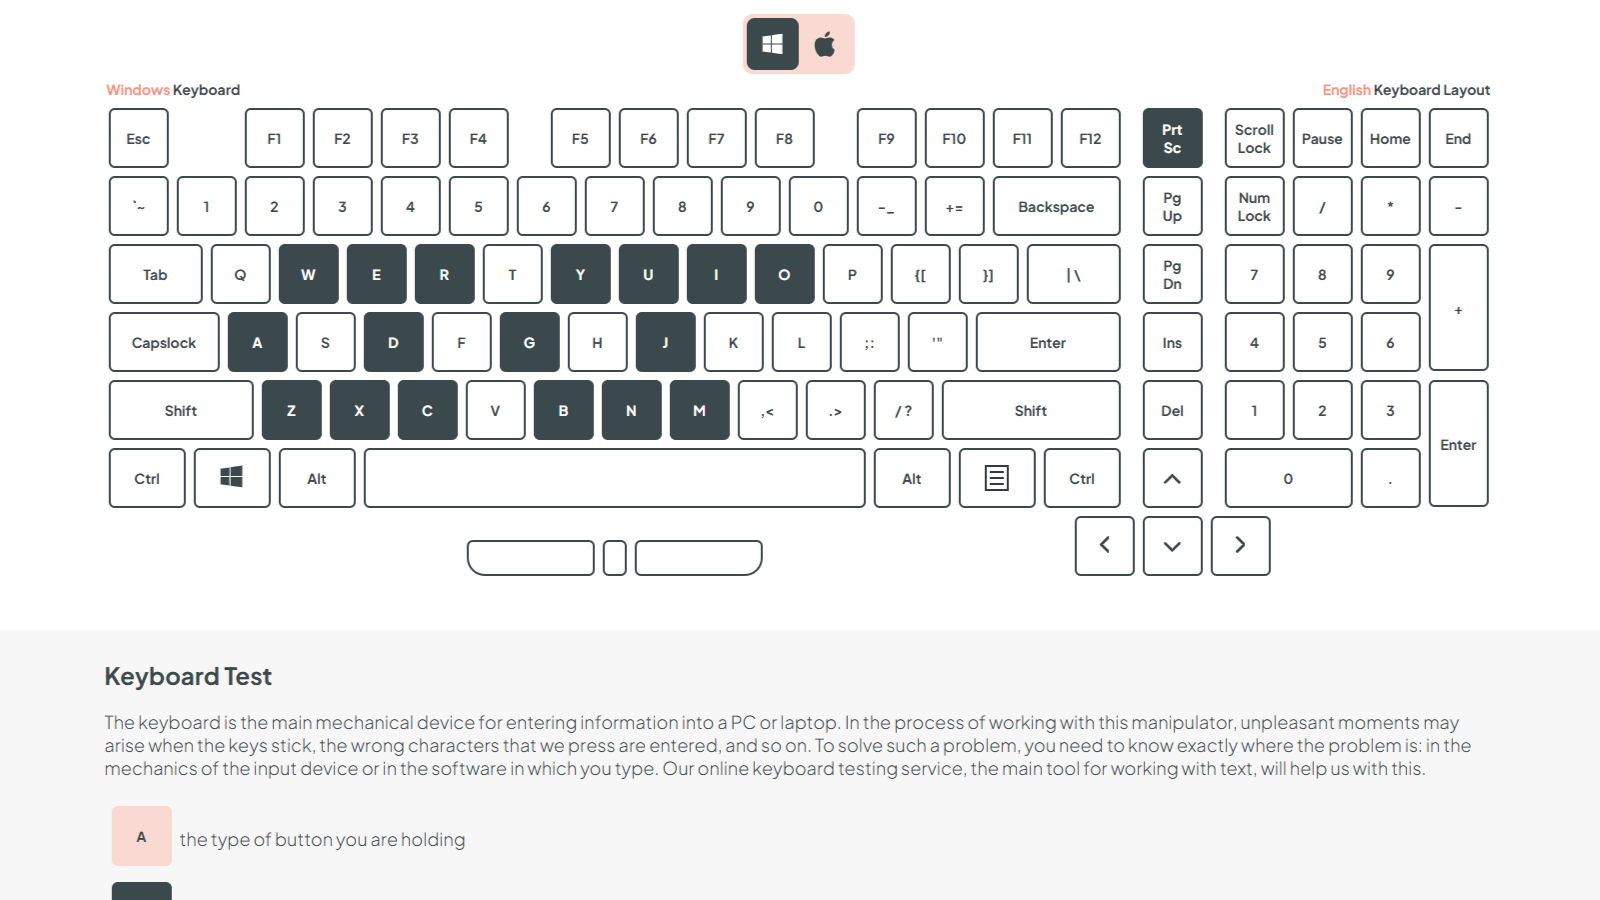 Windows Keyboard English Keyboard Layout
Esc F1 F2 F3 F4 F5 F6 F7 F8 F9 F10 F11 F12 Prt Sc Scroll Lock Pause Home End
`~ 1 2 3 4 5 6 7 8 9 0 -_ += Backspace Pg Up Num Lock / * -
Tab Q W E R T Y U I O P {[ }] |\ Pg Dn 7 8 9 +
Capslock A S D F G H J K L ;: '" Enter Ins 4 5 6
Shift Z X C V B N M ,< .> /? Shift Del 1 2 3 Enter
Ctrl Alt Alt Ctrl 0 .
Keyboard Test
The keyboard is the main mechanical device for entering information into a PC or laptop. In the process of working with this manipulator, unpleasant moments may
arise when the keys stick, the wrong characters that we press are entered, and so on. To solve such a problem, you need to know exactly where the problem is: in the
mechanics of the input device or in the software in which you type. Our online keyboard testing service, the main tool for working with text, will help us with this.
A the type of button you are holding